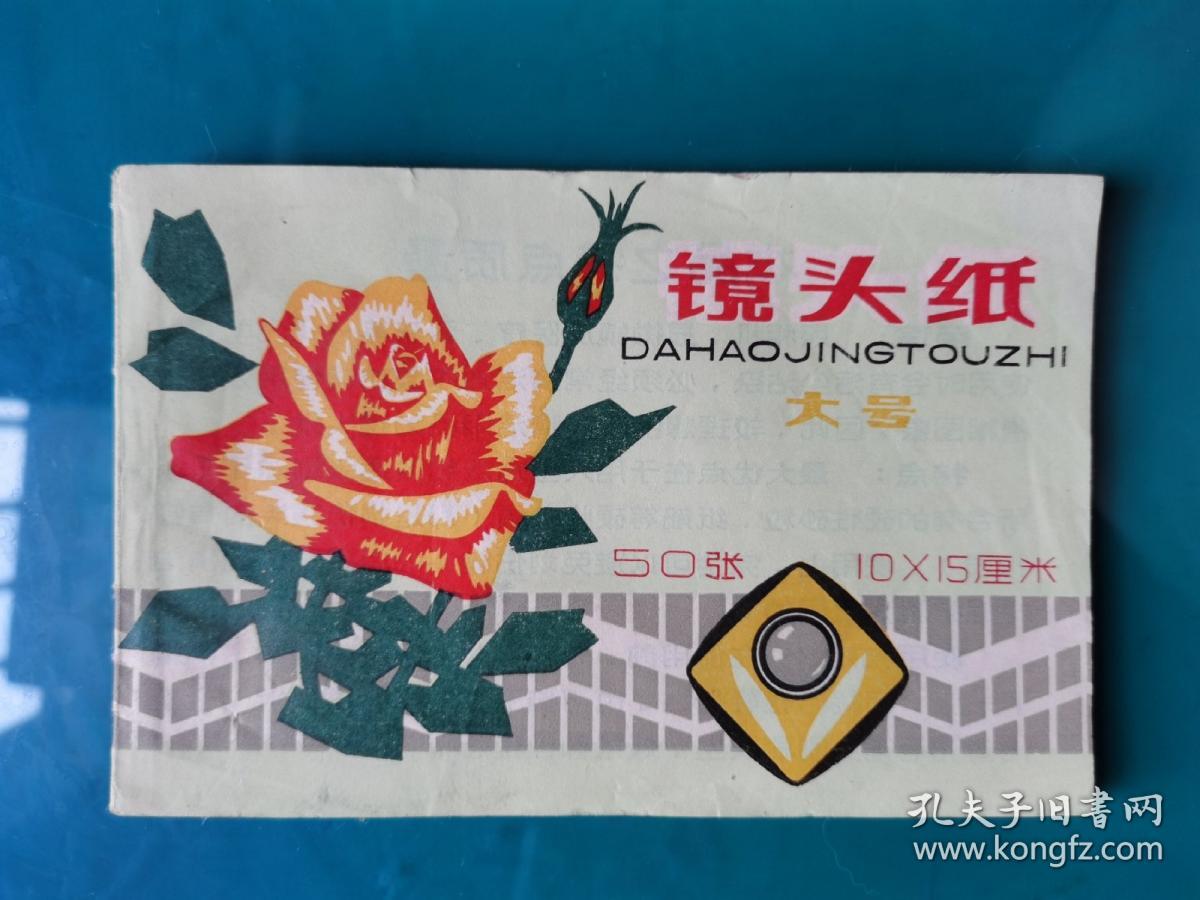 镜头纸
DAHAOJINGTOUZHI
大号
50张 10X15厘米
孔夫子旧书网
www.kongfz.com